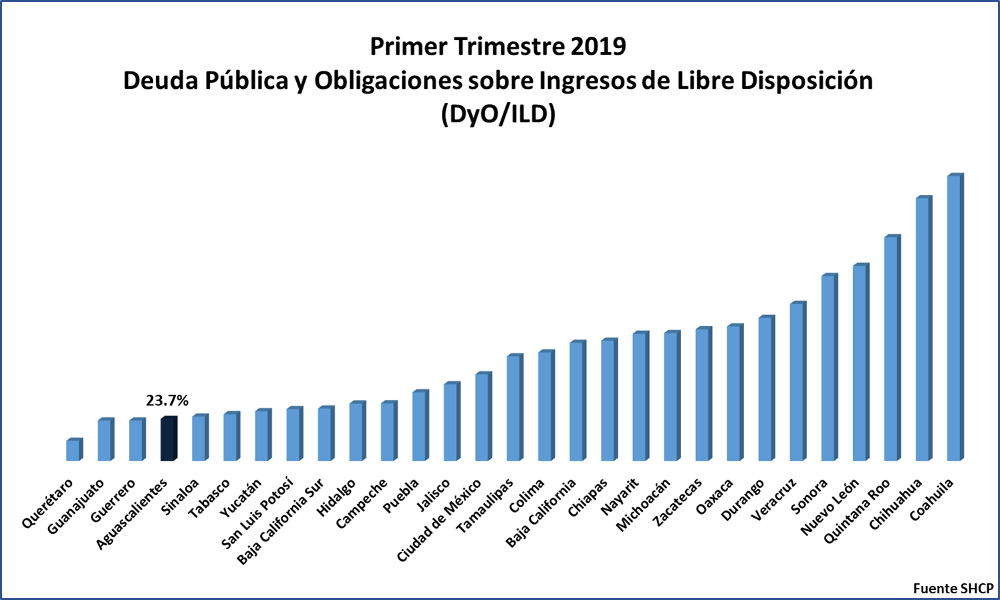 Primer Trimestre 2019
Deuda Pública y Obligaciones sobre Ingresos de Libre Disposición
(DyO/ILD)
23.7%
Querétaro
Guanajuato
Guerrero
Aguascalientes
Sinaloa
Tabasco
Yucatán
San Luis Potosí
Baja California Sur
Hidalgo
Campeche
Puebla
Jalisco
Ciudad de México
Tamaulipas
Colima
Baja California
Chiapas
Nayarit
Michoacán
Zacatecas
Oaxaca
Durango
Veracruz
Sonora
Nuevo León
Quintana Roo
Chihuahua
Coahuila
Fuente SHCP